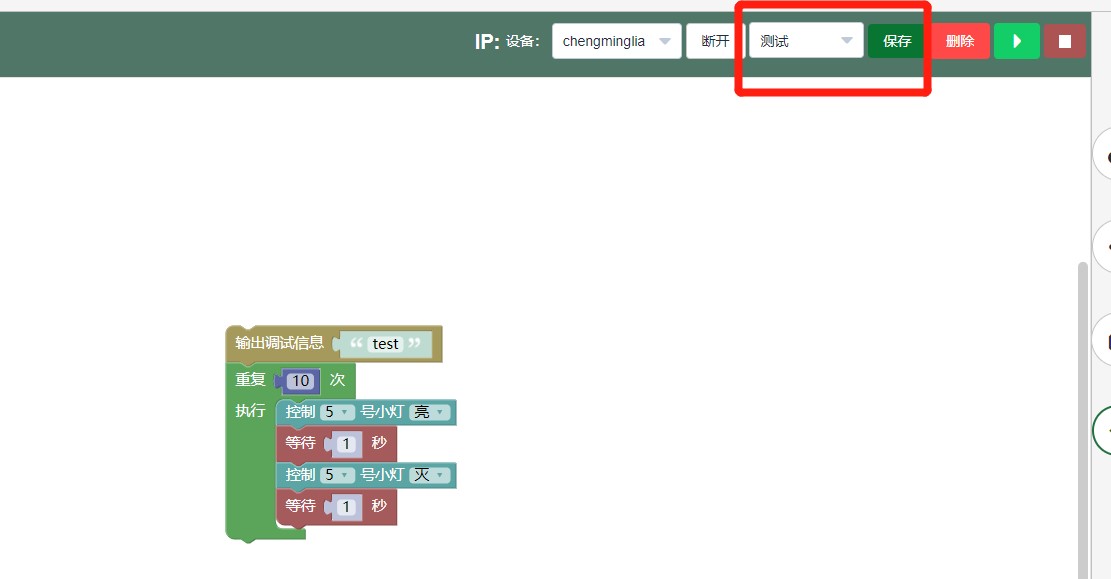 IP: 设备: chengminglia 断开 测试 保存 删除
输出调试信息 “ test ”
重复 10 次
执行 控制 5 号小灯 亮
等待 1 秒
控制 5 号小灯 灭
等待 1 秒